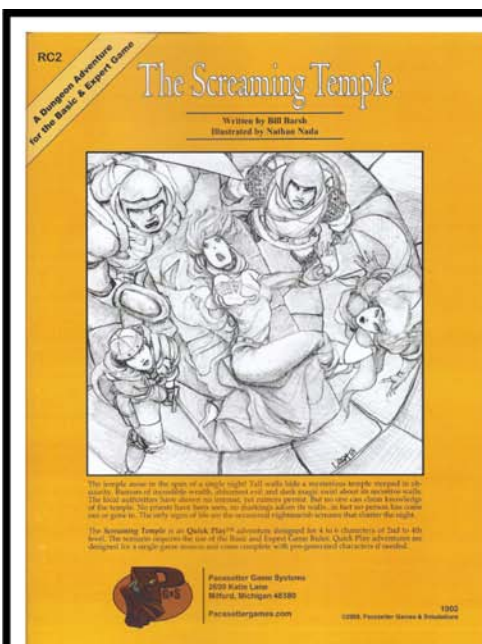 RC2
A Dungeon Adventure
for the Basic & Expert Game
The Screaming Temple
Written by Bill Barsh
Illustrated by Nathan Nada
The temple arose in the span of a single night! Tall walls hide a mysterious temple steeped in ob-
scurity. Rumors of incredible wealth, abhorrent evil and dark magic swirl about its secretive walls.
The local authorities have shown no interest, yet rumors persist. But no one can claim knowledge
of the temple. No priests have been seen, no markings adorn its walls, in fact no person has come
out or gone in. The only signs of life are the occasional nightmarish screams that shatter the night.
The Screaming Temple is an Quick Play™ adventure designed for 4 to 6 characters of 2nd to 4th
level. The scenario requires the use of the Basic and Expert Game Rules. Quick Play adventures are
designed for a single game session and come complete with pre-generated characters if needed.
PG&S
Pacesetter Game Systems
2699 Katie Lane
Milford, Michigan 48380
Pacesettergames.com
1002
©2008, Pacesetter Games & Simulations